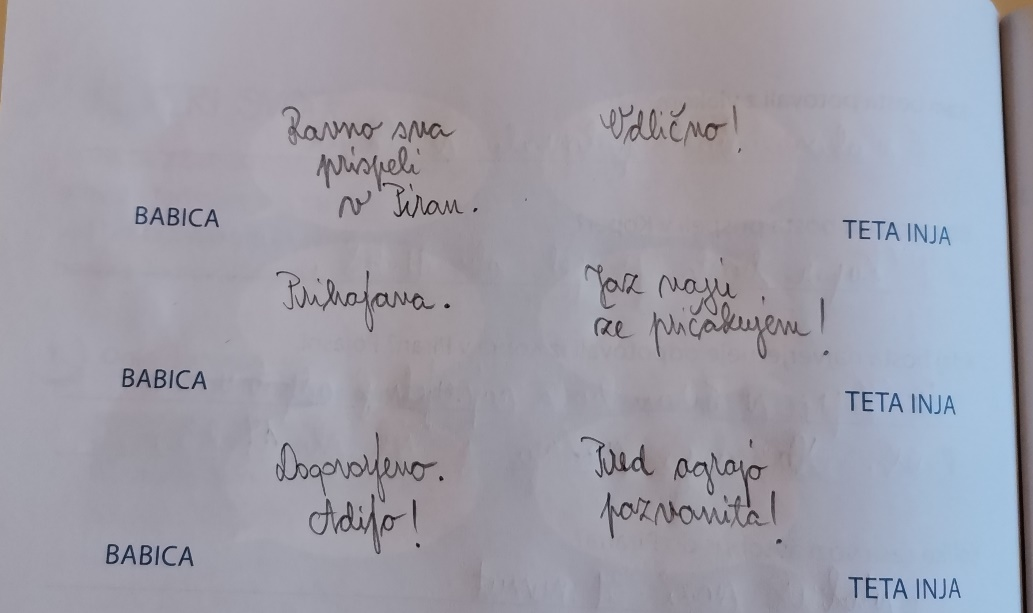 Ravno sva
prispeli
v Piran.
BABICA
Odlično!
TETA INJA
Prihajava.
BABICA
Jaz vaju
že pričakujem!
TETA INJA
Dogovorjeno.
Adijo!
BABICA
Pred ograjo
pozvonita!
TETA INJA